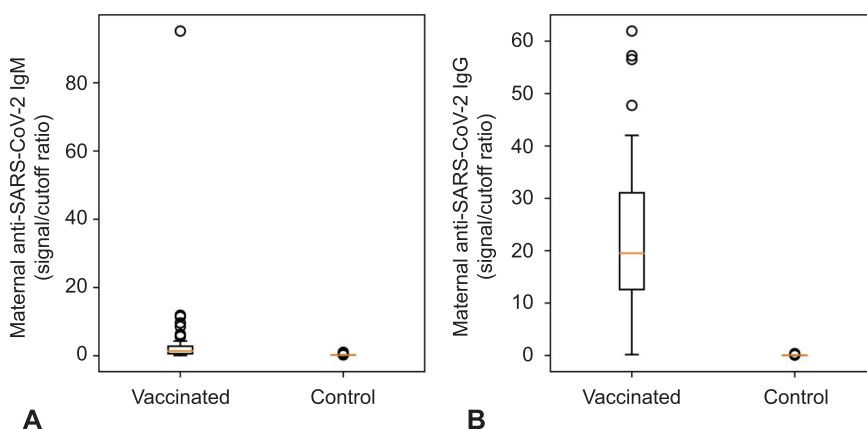 Maternal anti-SARS-CoV-2 IgM
(signal/cutoff ratio)
80
60
40
20
0
Vaccinated
Control
A
Maternal anti-SARS-CoV-2 IgG
(signal/cutoff ratio)
60
50
40
30
20
10
0
Vaccinated
Control
B